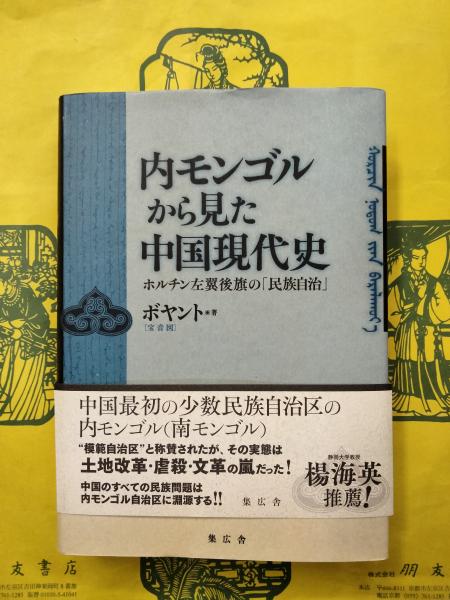 内モンゴル
から見た
中国現代史
ホルチン左翼後旗の「民族自治」
ボヤント*著
[宝音図]
中国最初の少数民族自治区の
内モンゴル(南モンゴル)
“模範自治区”と称賛されたが、その実態は
土地改革・虐殺・文革の嵐だった!
中国のすべての民族問題は
内モンゴル自治区に淵源する!!
集広舎
静岡大学教授
楊海英
推薦!
集広舎
友書店
株式会社 朋友